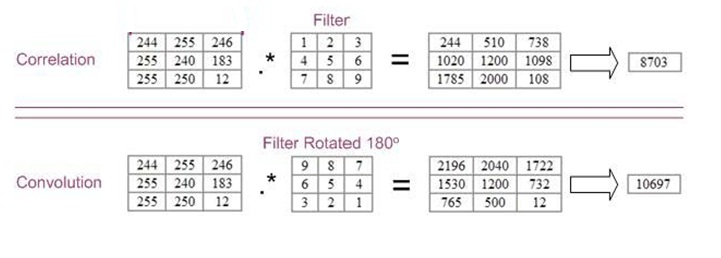 Filter
244 255 246 1 2 3 244 510 738
Correlation 255 240 183 .* 4 5 6 = 1020 1200 1098 8703
255 250 12 7 8 9 1785 2000 108
Filter Rotated 180º
244 255 246 9 8 7 2196 2040 1722
Convolution 255 240 183 .* 6 5 4 = 1530 1200 732 10697
255 250 12 3 2 1 765 500 12